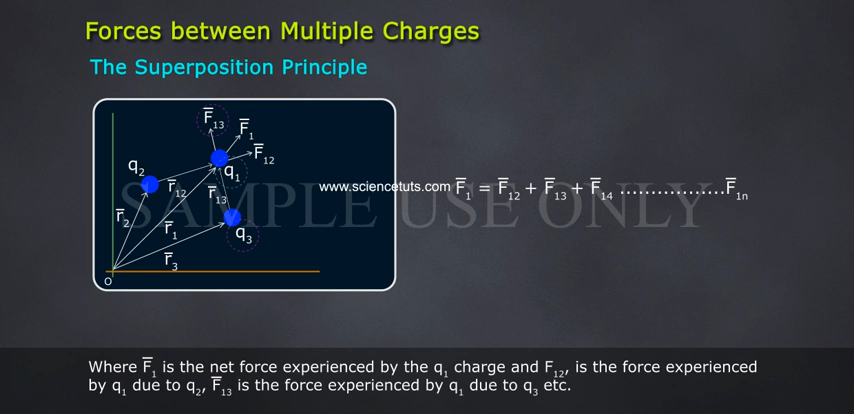 Forces between Multiple Charges
The Superposition Principle
F̅₁₃
F̅₁
F̅₁₂
q₂
q₁
r̅₁₂
r̅₁₃
r̅₂
r̅₁
q₃
r̅₃
O
SAMPLE USE ONLY
www.sciencetuts.com
F̅₁ = F̅₁₂ + F̅₁₃ + F̅₁₄ .................F̅₁ₙ
Where F̅₁ is the net force experienced by the q₁ charge and F₁₂, is the force experienced
by q₁ due to q₂, F̅₁₃ is the force experienced by q₁ due to q₃ etc.